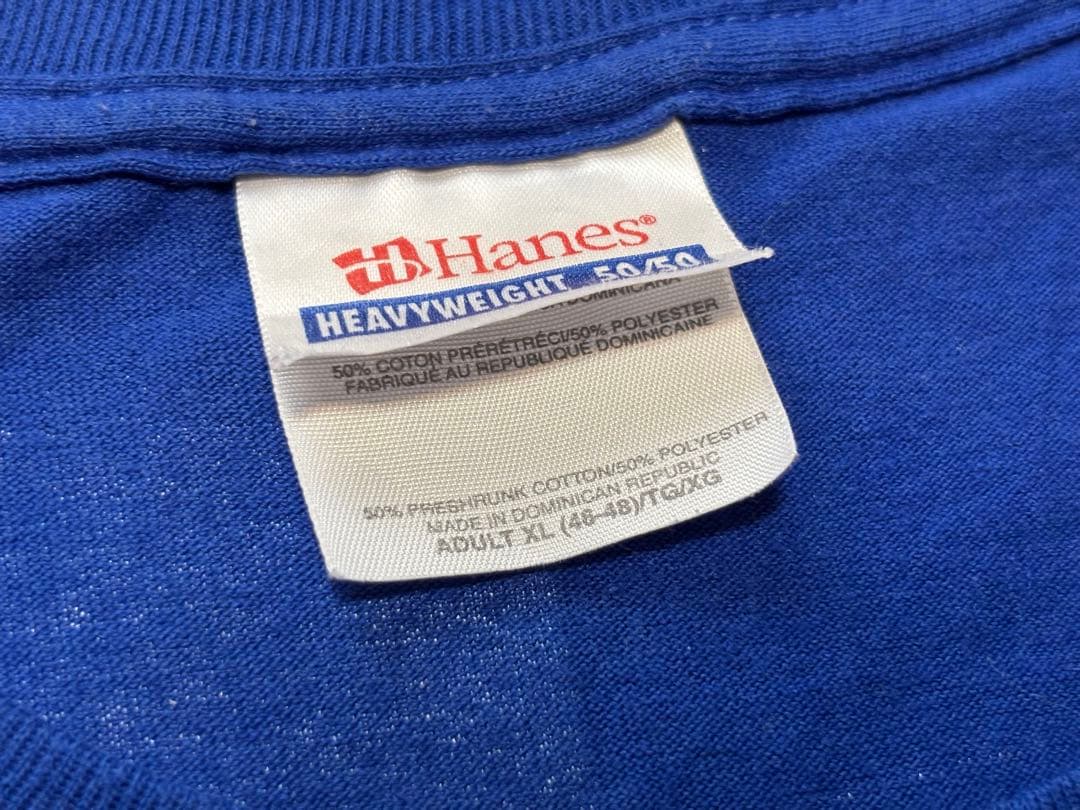 Hanes®
HEAVYWEIGHT 50/50
DOMINICANA
50% COTON PRÉRÉTRÉCI/50% POLYESTER
FABRIQUÉ AU REPUBLIQUE DOMINICAINE
50% PRESHRUNK COTTON/50% POLYESTER
MADE IN DOMINICAN REPUBLIC
ADULT XL (46-48)/TG/XG